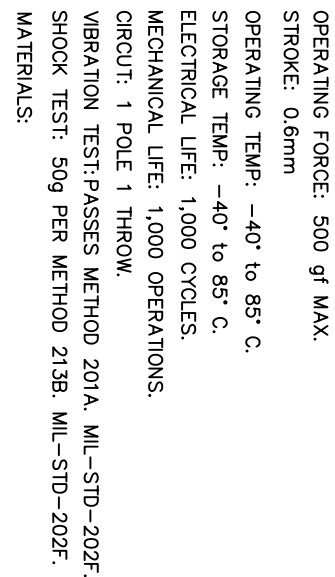 OPERATING FORCE: 500 gf MAX.
STROKE: 0.6mm
OPERATING TEMP: -40° to 85° C.
STORAGE TEMP: -40° to 85° C.
ELECTRICAL LIFE: 1,000 CYCLES.
MECHANICAL LIFE: 1,000 OPERATIONS.
CIRCUT: 1 POLE 1 THROW.
VIBRATION TEST: PASSES METHOD 201A. MIL-STD-202F.
SHOCK TEST: 50g PER METHOD 213B. MIL-STD-202F.
MATERIALS: